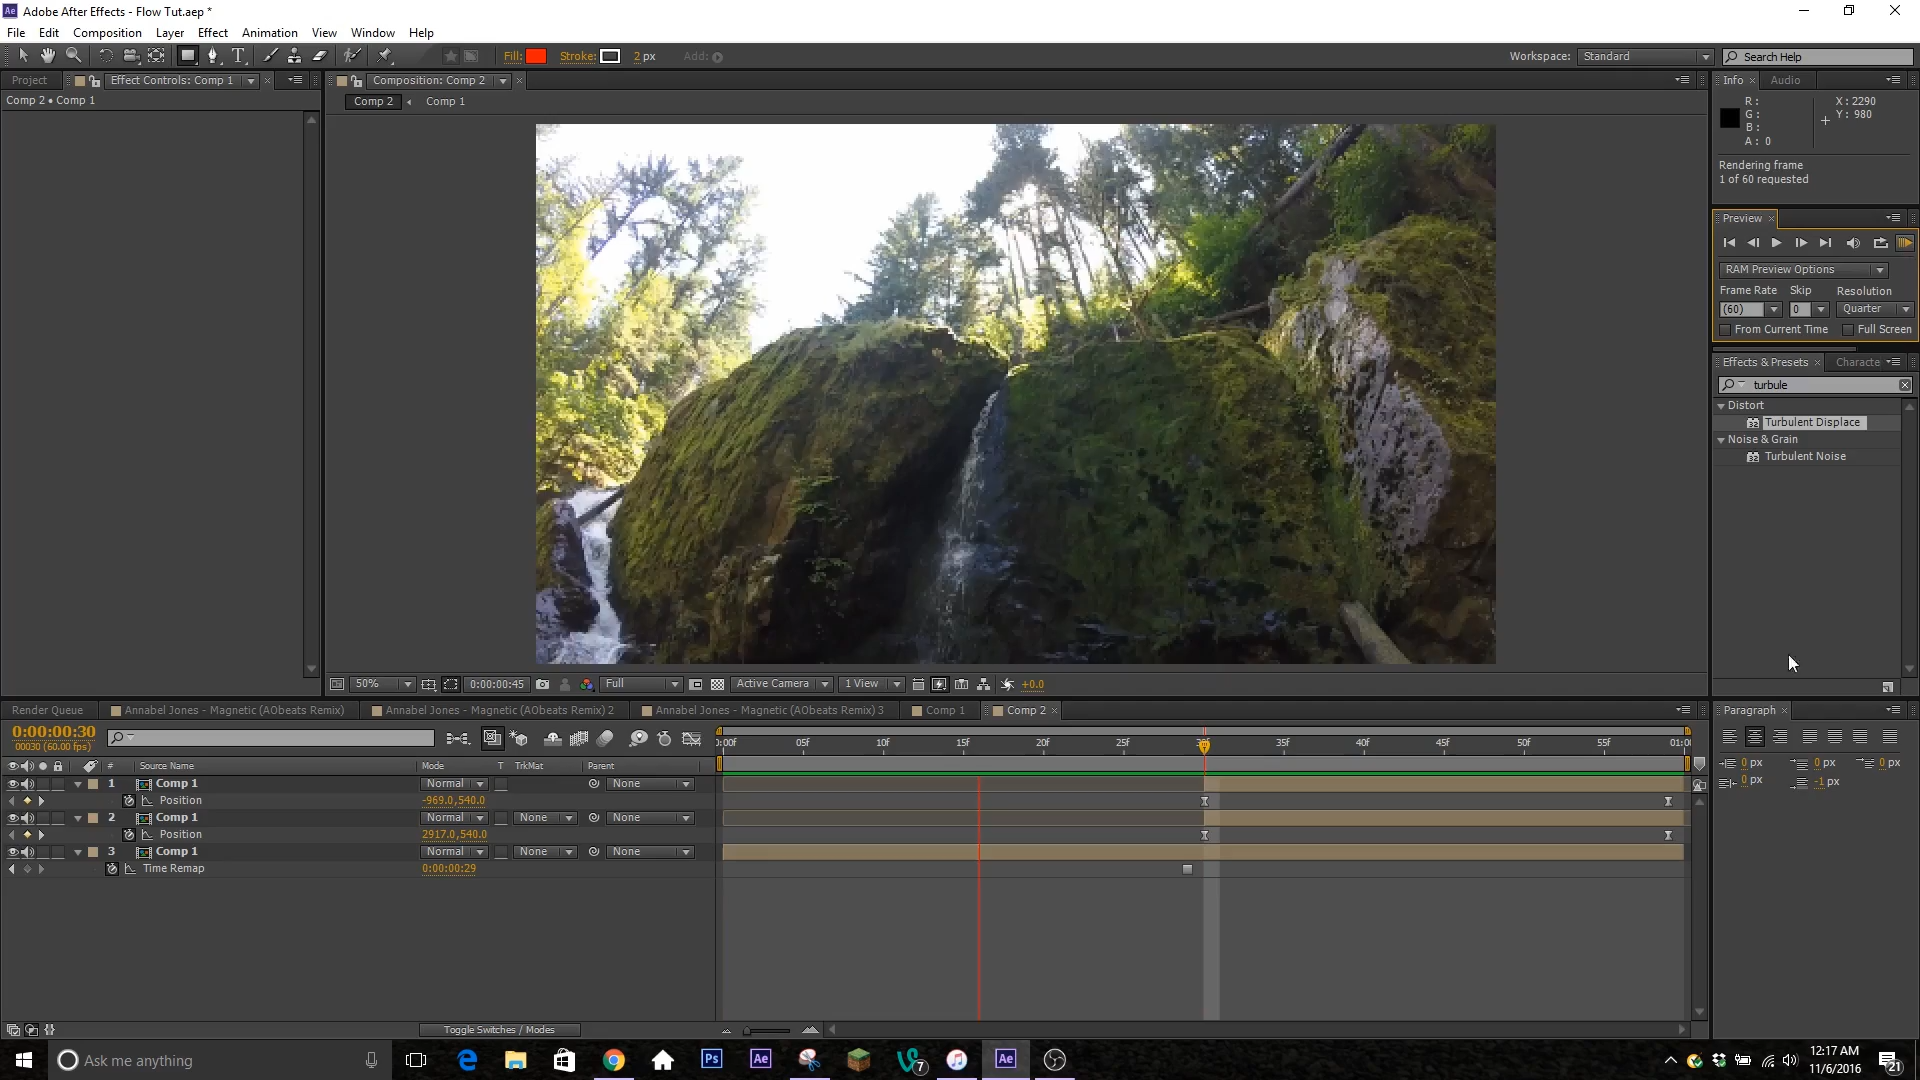 Adobe After Effects - Flow Tut.aep *
File Edit Composition Layer Effect Animation View Window Help
Fill: Stroke: 2 px Add: Workspace: Standard Search Help
Project Effect Controls: Comp 1 Composition: Comp 2 Info Audio
Comp 2 • Comp 1 Comp 2 Comp 1
R : X : 2290
G : Y : 980
B :
A : 0
Rendering frame
1 of 60 requested
Preview
RAM Preview Options
Frame Rate Skip Resolution
(60) 0 Quarter
From Current Time Full Screen
Effects & Presets Characte
turbule
Distort
Turbulent Displace
Noise & Grain
Turbulent Noise
50% 0:00:00:45 Full Active Camera 1 View +0.0
Render Queue Annabel Jones - Magnetic (AObeats Remix) Annabel Jones - Magnetic (AObeats Remix) 2 Annabel Jones - Magnetic (AObeats Remix) 3 Comp 1 Comp 2 Paragraph
0:00:00:30
00030 (60.00 fps)
05f 10f 15f 20f 25f 35f 40f 45f 50f 55f
# Source Name Mode T TrkMat Parent
1 Comp 1 Normal None
Position -969.0,540.0
2 Comp 1 Normal None None
Position 2917.0,540.0
3 Comp 1 Normal None None
Time Remap 0:00:00:29
0 px 0 px 0 px
0 px -1 px
Toggle Switches / Modes
Ask me anything Ps Ae 7 Ae 12:17 AM
11/6/2016 21